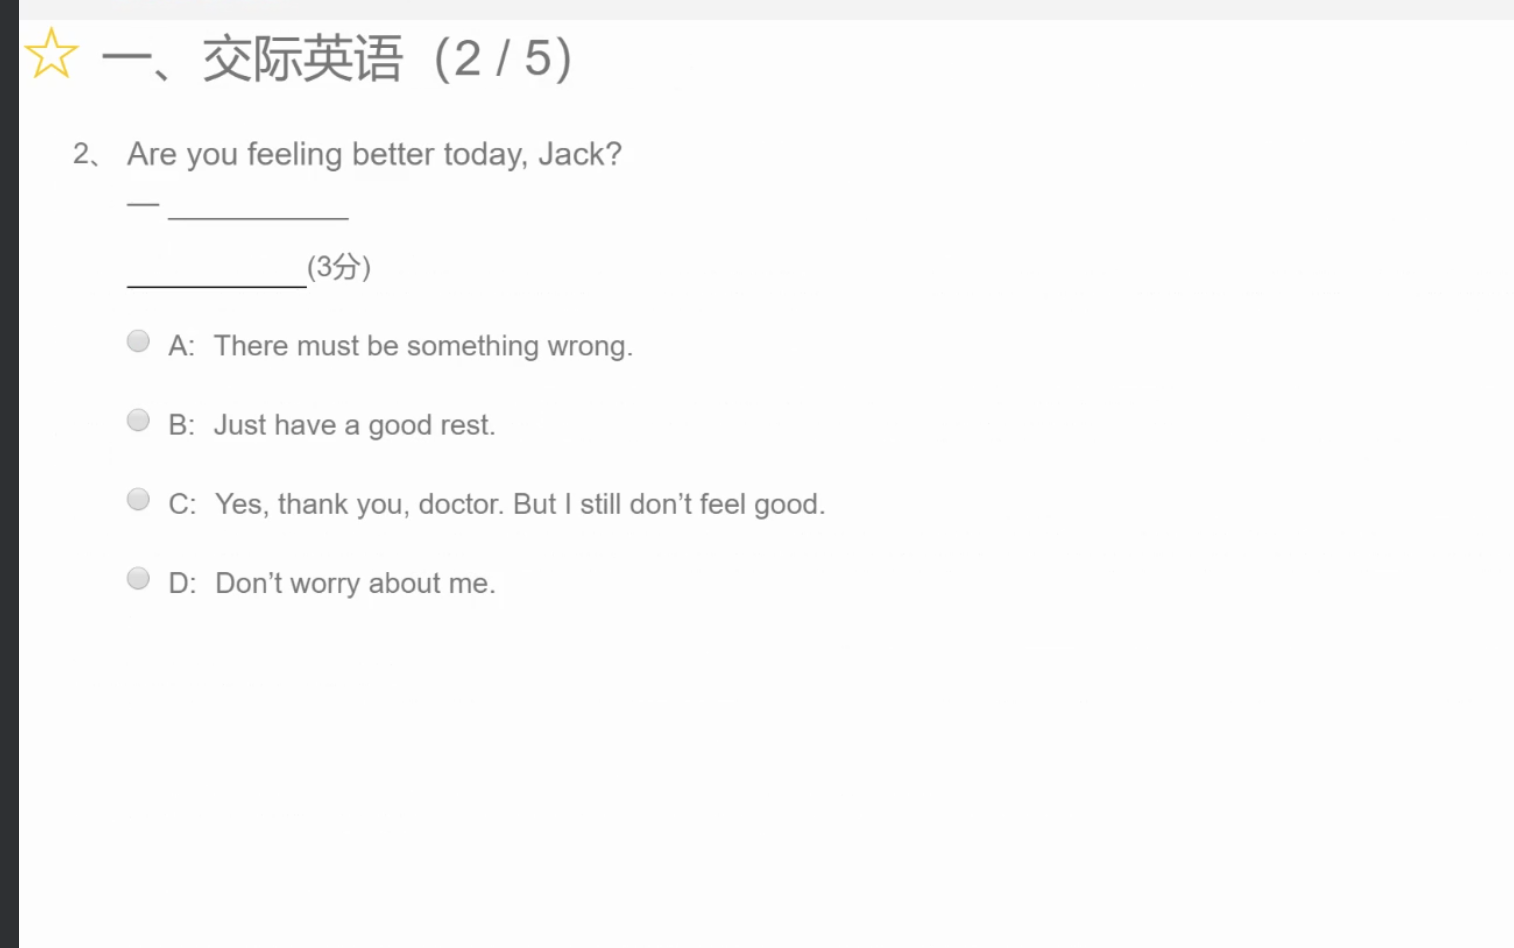 一、交际英语（2 / 5）
2、 Are you feeling better today, Jack?
— ___________
___________(3分)
A: There must be something wrong.
B: Just have a good rest.
C: Yes, thank you, doctor. But I still don’t feel good.
D: Don’t worry about me.